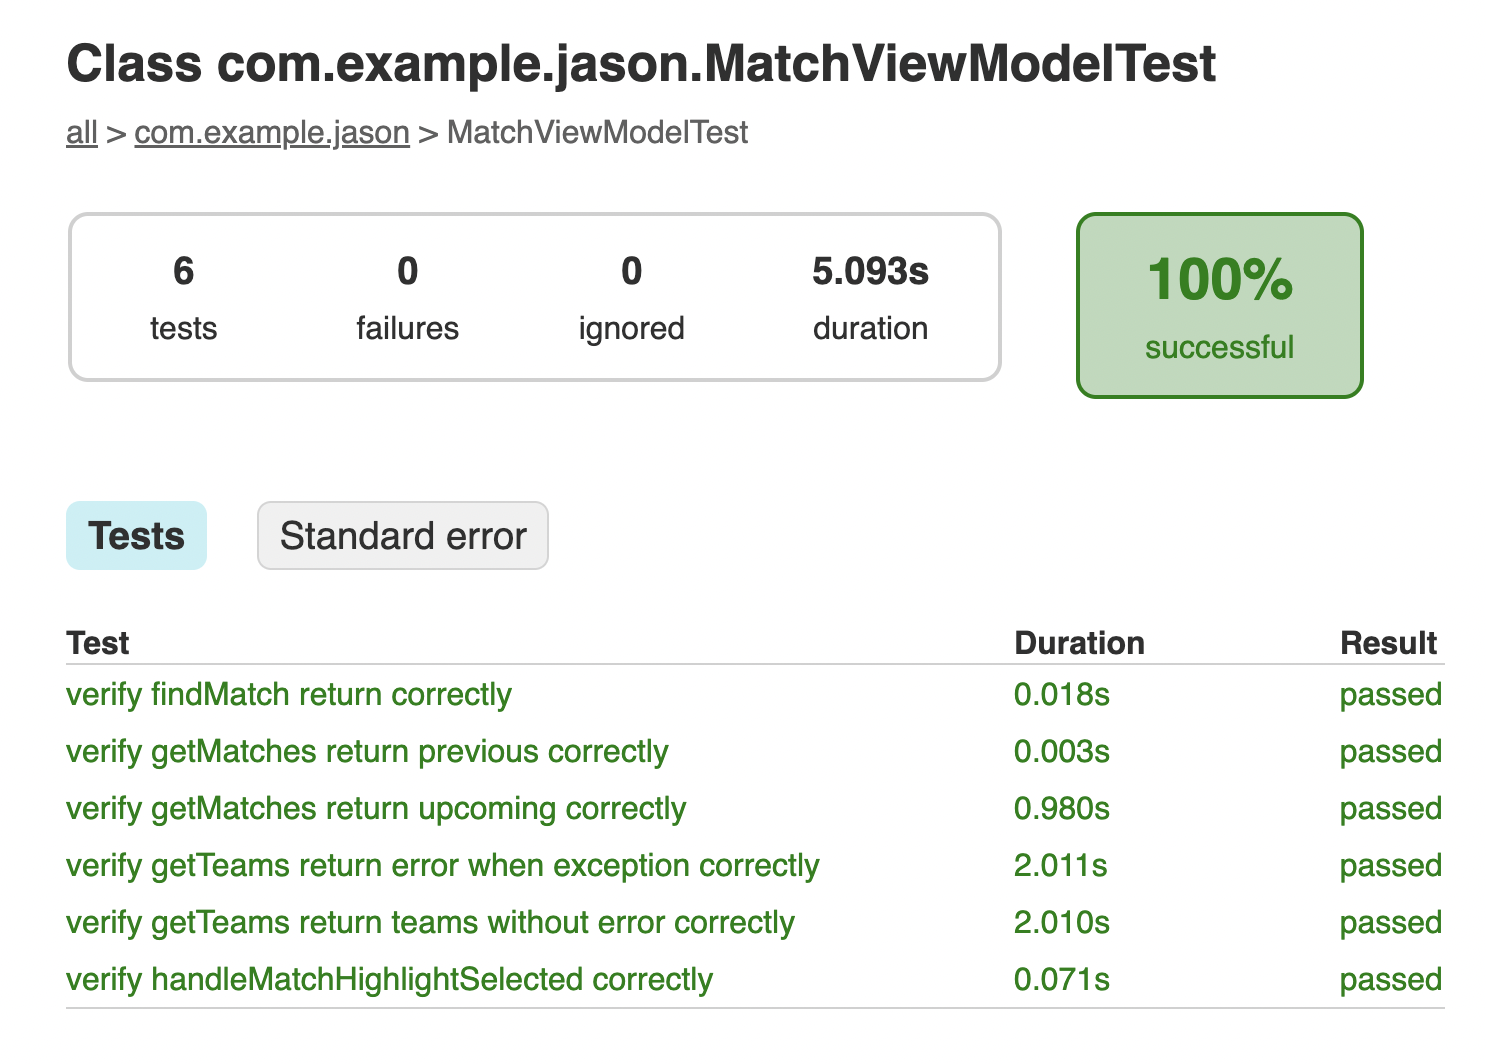 Class com.example.jason.MatchViewModelTest
all > com.example.jason > MatchViewModelTest
6 0 0 5.093s
tests failures ignored duration
100%
successful
Tests Standard error
Test Duration Result
verify findMatch return correctly 0.018s passed
verify getMatches return previous correctly 0.003s passed
verify getMatches return upcoming correctly 0.980s passed
verify getTeams return error when exception correctly 2.011s passed
verify getTeams return teams without error correctly 2.010s passed
verify handleMatchHighlightSelected correctly 0.071s passed